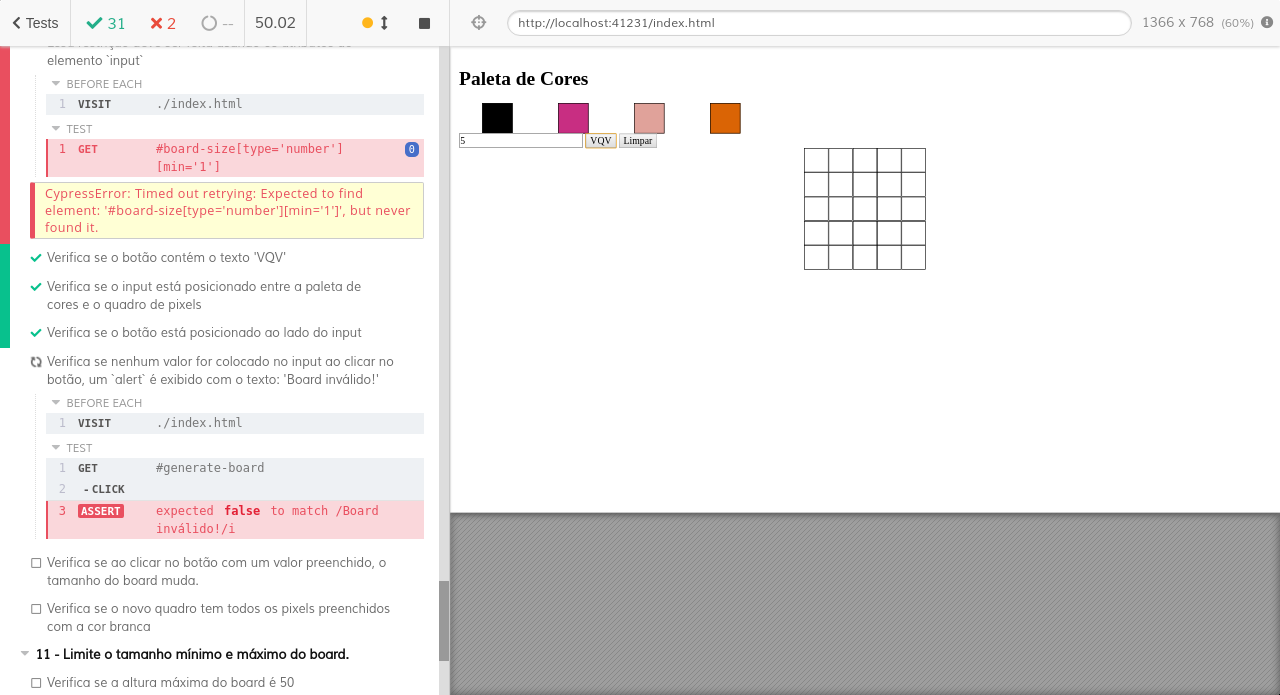 Tests 31 2 -- 50.02 http://localhost:41231/index.html 1366 x 768 (60%)
elemento `input`
BEFORE EACH
1 VISIT ./index.html
TEST
1 GET #board-size[type='number'] 0
[min='1']
CypressError: Timed out retrying: Expected to find
element: '#board-size[type='number'][min='1']', but never
found it.
Verifica se o botão contém o texto 'VQV'
Verifica se o input está posicionado entre a paleta de
cores e o quadro de pixels
Verifica se o botão está posicionado ao lado do input
Verifica se nenhum valor for colocado no input ao clicar no
botão, um `alert` é exibido com o texto: 'Board inválido!'
BEFORE EACH
1 VISIT ./index.html
TEST
1 GET #generate-board
2 - CLICK
3 ASSERT expected false to match /Board
inválido!/i
Verifica se ao clicar no botão com um valor preenchido, o
tamanho do board muda.
Verifica se o novo quadro tem todos os pixels preenchidos
com a cor branca
11 - Limite o tamanho mínimo e máximo do board.
Verifica se a altura máxima do board é 50
Paleta de Cores
5 VQV Limpar